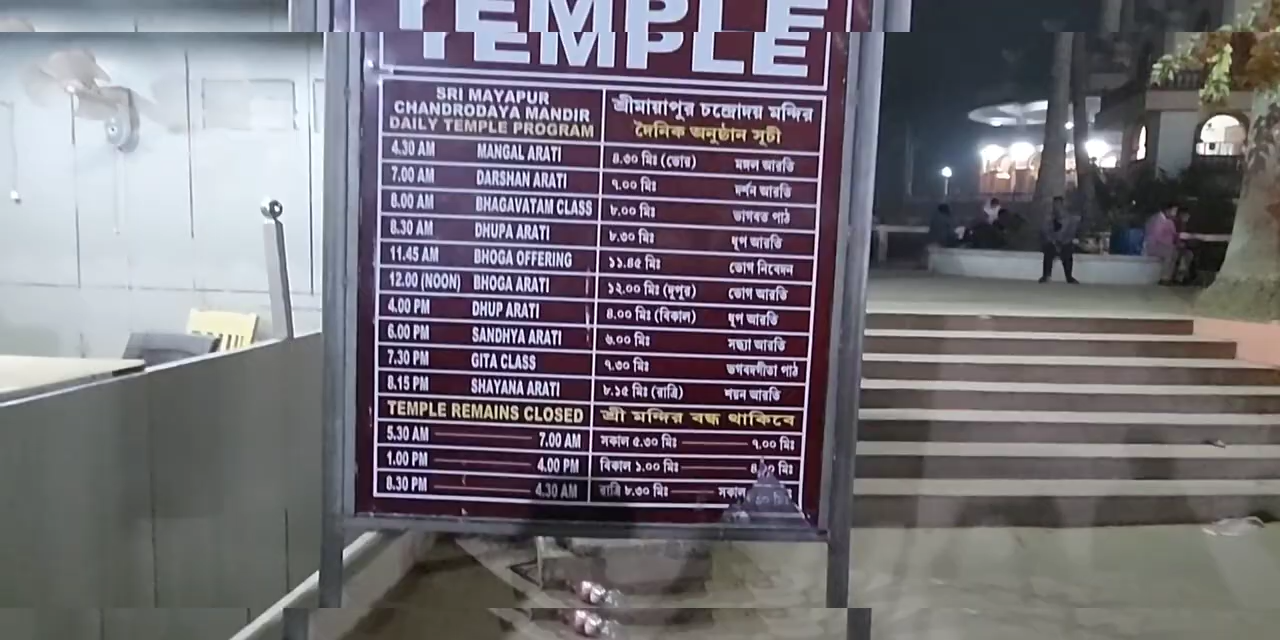 TEMPLE
TEMPLE
SRI MAYAPUR
CHANDRODAYA MANDIR
DAILY TEMPLE PROGRAM
শ্রীমায়াপুর চন্দ্রোদয় মন্দির
দৈনিক অনুষ্ঠান সূচী
4.30 AM MANGAL ARATI ৪.৩০ মিঃ (ভোর) মঙ্গল আরতি
7.00 AM DARSHAN ARATI ৭.০০ মিঃ দর্শন আরতি
8.00 AM BHAGAVATAM CLASS ৮.০০ মিঃ ভাগবত পাঠ
8.30 AM DHUPA ARATI ৮.৩০ মিঃ ধূপ আরতি
11.45 AM BHOGA OFFERING ১১.৪৫ মিঃ ভোগ নিবেদন
12.00 (NOON) BHOGA ARATI ১২.০০ মিঃ (দুপুর) ভোগ আরতি
4.00 PM DHUP ARATI ৪.০০ মিঃ (বিকাল) ধূপ আরতি
6.00 PM SANDHYA ARATI ৬.০০ মিঃ সন্ধ্যা আরতি
7.30 PM GITA CLASS ৭.৩০ মিঃ ভগবদগীতা পাঠ
8.15 PM SHAYANA ARATI ৮.১৫ মিঃ (রাত্রি) শয়ন আরতি
TEMPLE REMAINS CLOSED শ্রী মন্দির বন্ধ থাকিবে
5.30 AM 7.00 AM সকাল ৫.৩০ মিঃ ৭.০০ মিঃ
1.00 PM 4.00 PM বিকাল ১.০০ মিঃ মিঃ
8.30 PM 4.30 AM রাত্রি ৮.৩০ মিঃ সকাল মিঃ